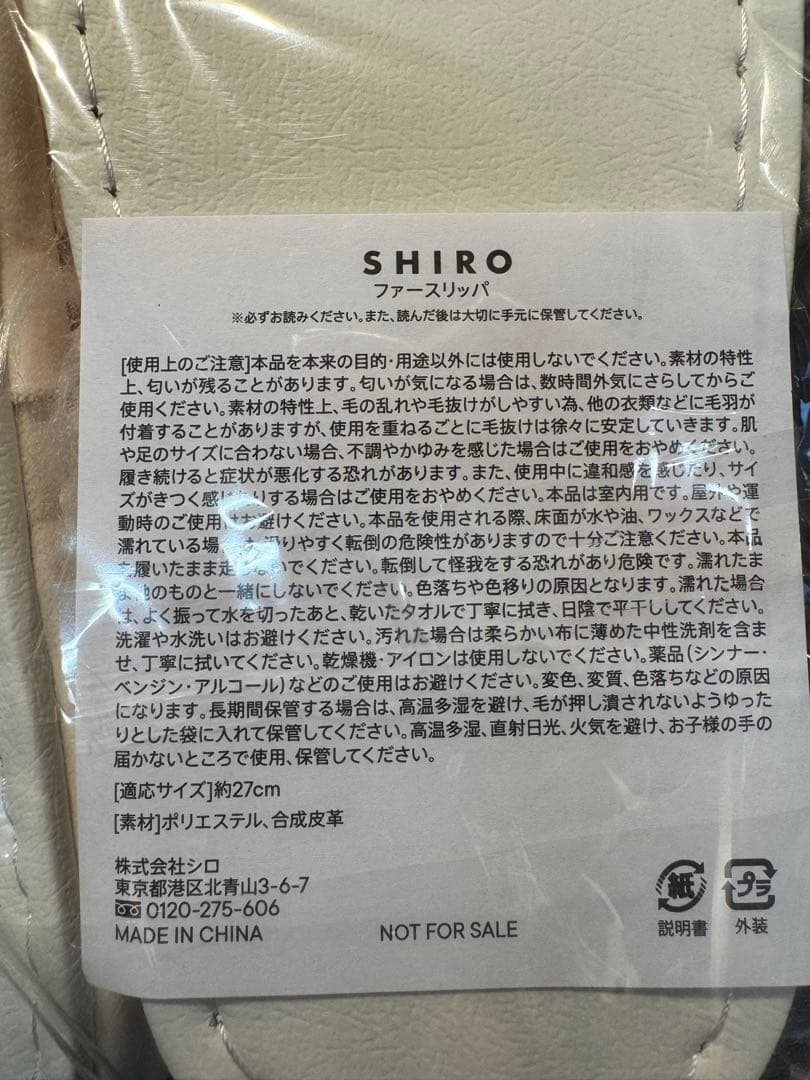 SHIRO
ファースリッパ
※必ずお読みください。また、読んだ後は大切に手元に保管してください。
[使用上のご注意]本品を本来の目的・用途以外には使用しないでください。素材の特性
上、匂いが残ることがあります。匂いが気になる場合は、数時間外気にさらしてからご
使用ください。素材の特性上、毛の乱れや毛抜けがしやすい為、他の衣類などに毛羽が
付着することがありますが、使用を重ねるごとに毛抜けは徐々に安定していきます。肌
や足のサイズに合わない場合、不調やかゆみを感じた場合はご使用をおやめください。
履き続けると症状が悪化する恐れがあります。また、使用中に違和感を感じたり、サイ
ズがきつく感じたりする場合はご使用をおやめください。本品は室内用です。屋外や運
動時のご使用はお避けください。本品を使用される際、床面が水や油、ワックスなどで
濡れている場 滑りやすく転倒の危険性がありますので十分ご注意ください。本品
を履いたまま走 ないでください。転倒して怪我をする恐れがあり危険です。濡れたま
ま他のものと一緒にしないでください。色落ちや色移りの原因となります。濡れた場合
は、よく振って水を切ったあと、乾いたタオルで丁寧に拭き、日陰で平干ししてください。
洗濯や水洗いはお避けください。汚れた場合は柔らかい布に薄めた中性洗剤を含ま
せ、丁寧に拭いてください。乾燥機・アイロンは使用しないでください。薬品(シンナー・
ベンジン・アルコール)などのご使用はお避けください。変色、変質、色落ちなどの原因
になります。長期間保管する場合は、高温多湿を避け、毛が押し潰されないようゆった
りとした袋に入れて保管してください。高温多湿、直射日光、火気を避け、お子様の手の
届かないところで使用、保管してください。
[適応サイズ]約27cm
[素材]ポリエステル、合成皮革
株式会社シロ
東京都港区北青山3-6-7
0120-275-606
MADE IN CHINA
NOT FOR SALE
紙
説明書
プラ
外装